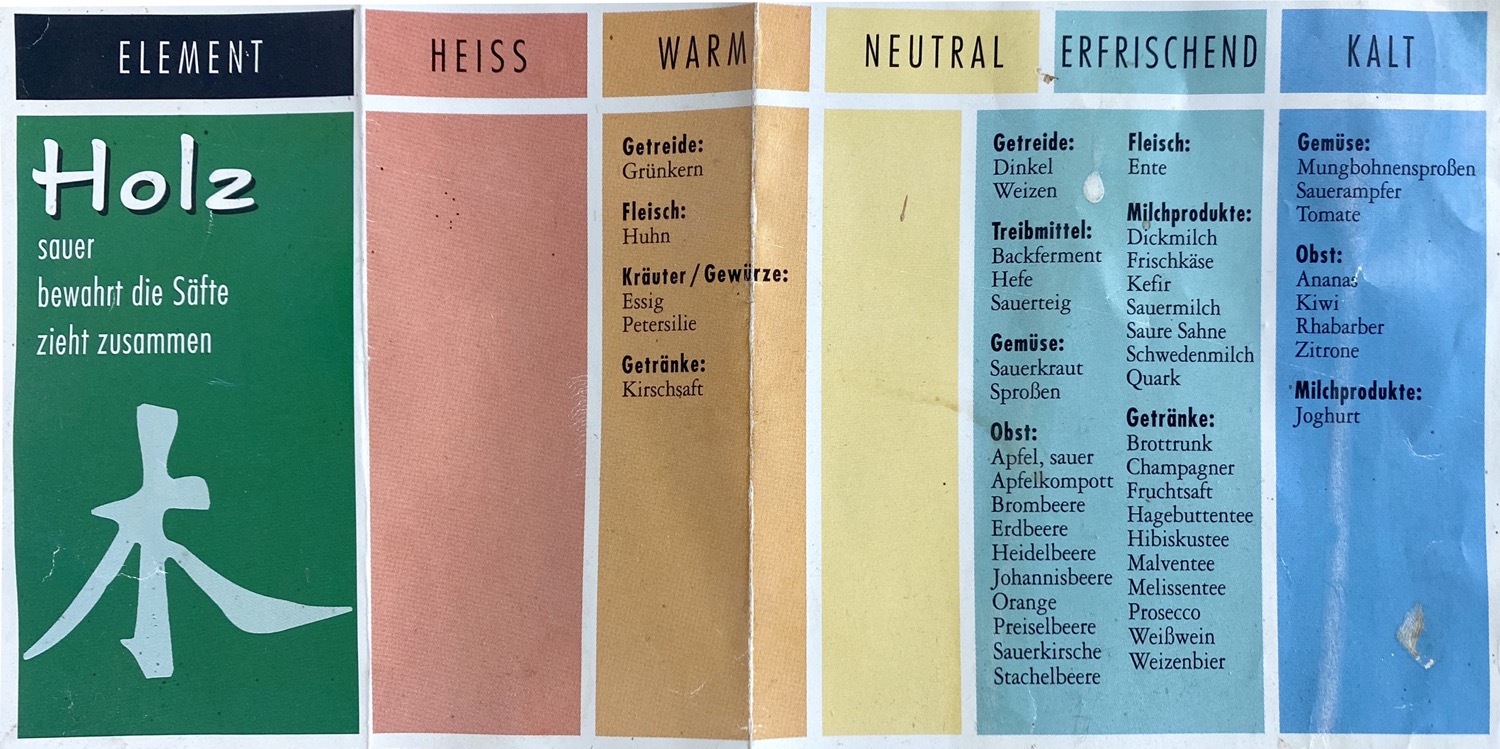 ELEMENT
HEISS
WARM
NEUTRAL
ERFRISCHEND
KALT
Holz
sauer
bewahrt die Säfte
zieht zusammen
木
Getreide:
Grünkern
Fleisch:
Huhn
Kräuter / Gewürze:
Essig
Petersilie
Getränke:
Kirschsaft
Getreide:
Dinkel
Weizen
Treibmittel:
Backferment
Hefe
Sauerteig
Gemüse:
Sauerkraut
Sproßen
Obst:
Apfel, sauer
Apfelkompott
Brombeere
Erdbeere
Heidelbeere
Johannisbeere
Orange
Preiselbeere
Sauerkirsche
Stachelbeere
Fleisch:
Ente
Milchprodukte:
Dickmilch
Frischkäse
Kefir
Sauermilch
Saure Sahne
Schwedenmilch
Quark
Getränke:
Brottrunk
Champagner
Fruchtsaft
Hagebuttentee
Hibiskustee
Malventee
Melissentee
Prosecco
Weißwein
Weizenbier
Gemüse:
Mungbohnensproßen
Sauerampfer
Tomate
Obst:
Ananas
Kiwi
Rhabarber
Zitrone
Milchprodukte:
Joghurt